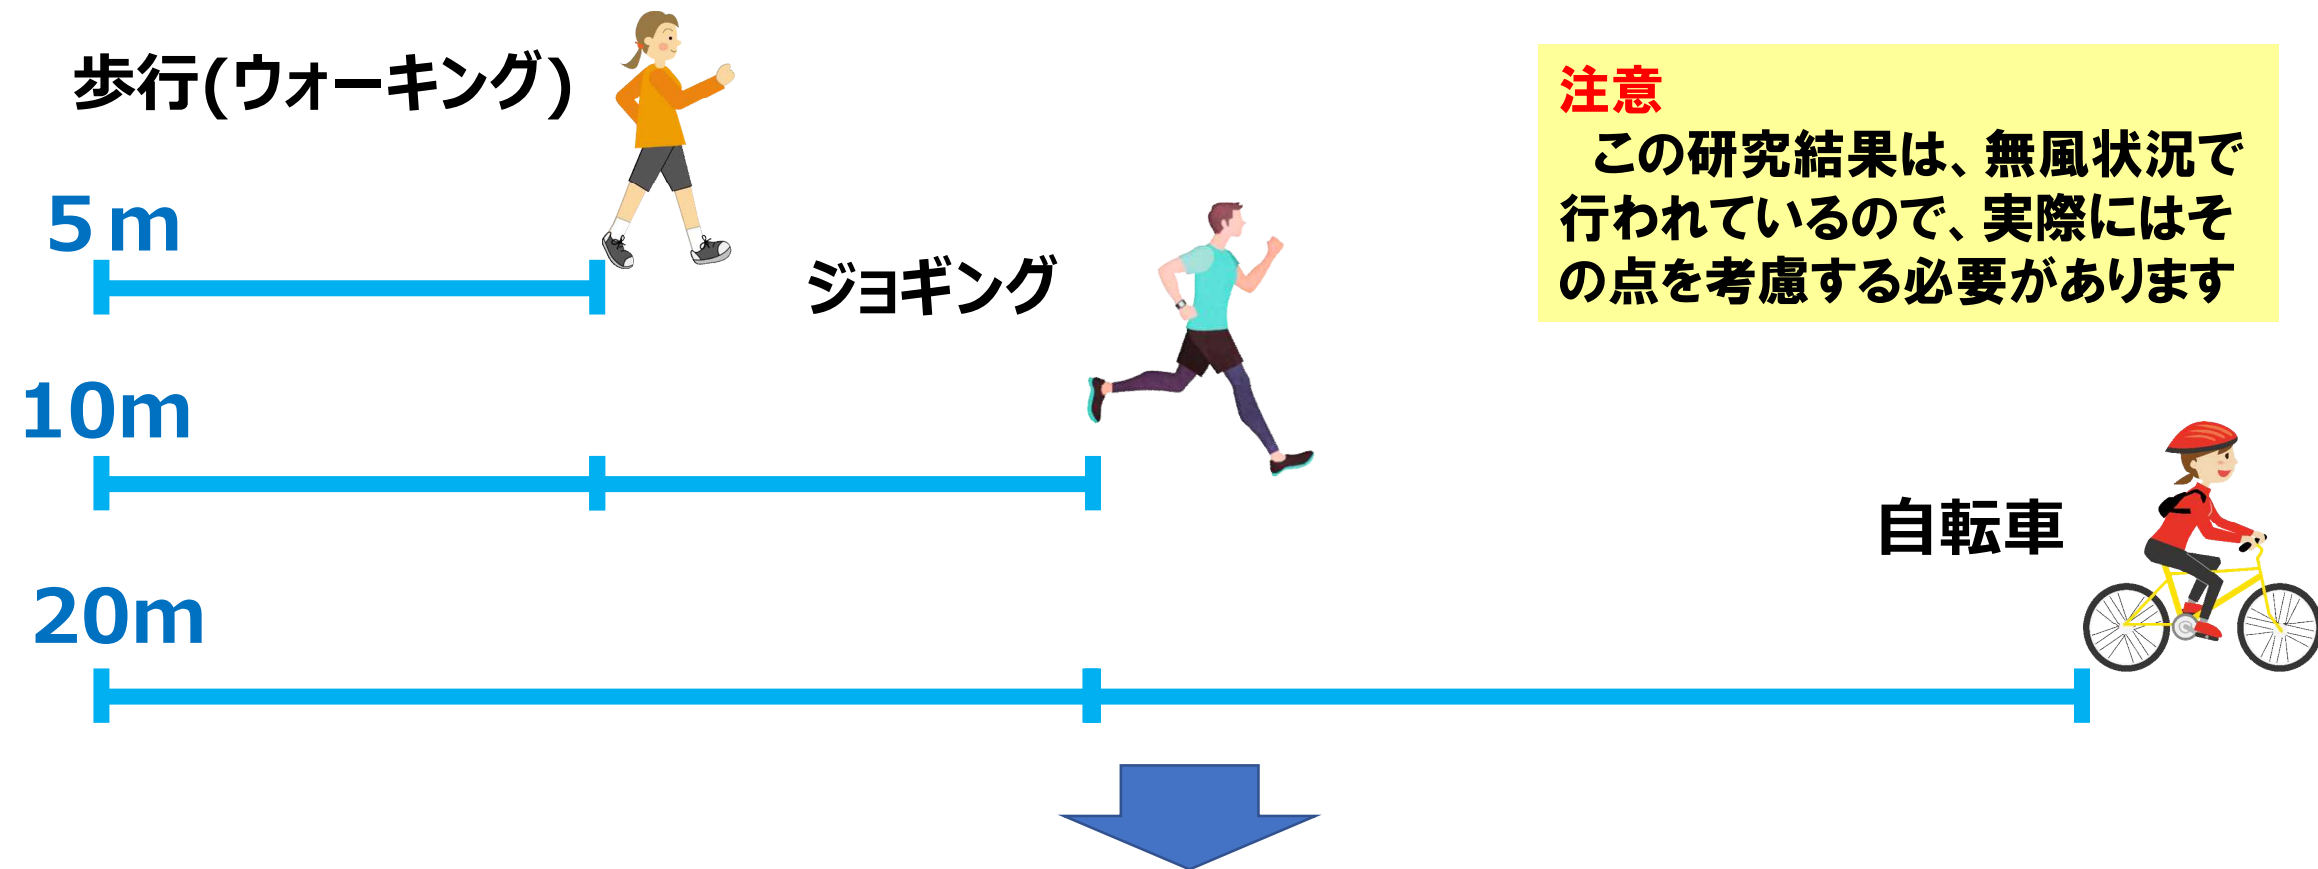 歩行(ウォーキング)
5m
ジョギング
10m
自転車
20m
注意
この研究結果は、無風状況で
行われているので、実際にはそ
の点を考慮する必要があります